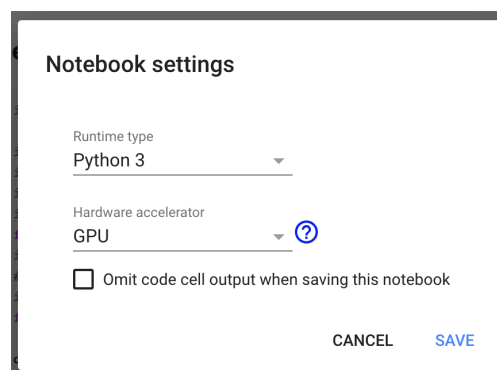 Notebook settings
Runtime type
Python 3
Hardware accelerator
GPU
Omit code cell output when saving this notebook
CANCEL SAVE